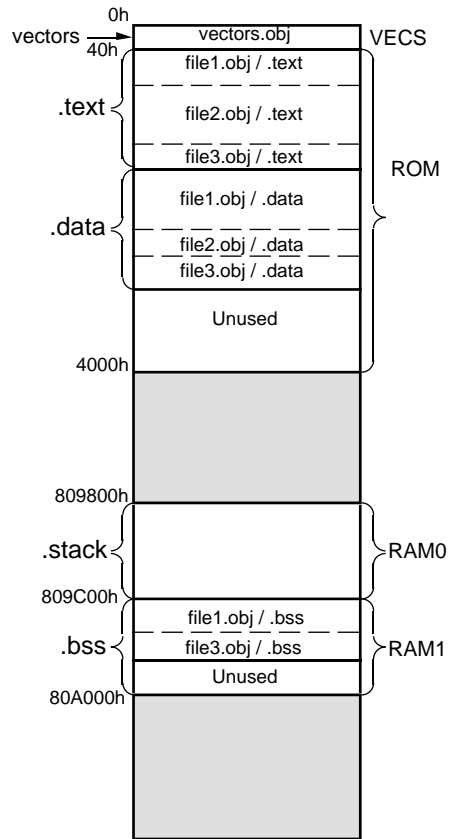 0h
vectors
vectors.obj
VECS
40h
file1.obj / .text
.text
file2.obj / .text
file3.obj / .text
ROM
file1.obj / .data
.data
file2.obj / .data
file3.obj / .data
Unused
4000h
809800h
.stack
RAM0
809C00h
file1.obj / .bss
.bss
file3.obj / .bss
RAM1
Unused
80A000h